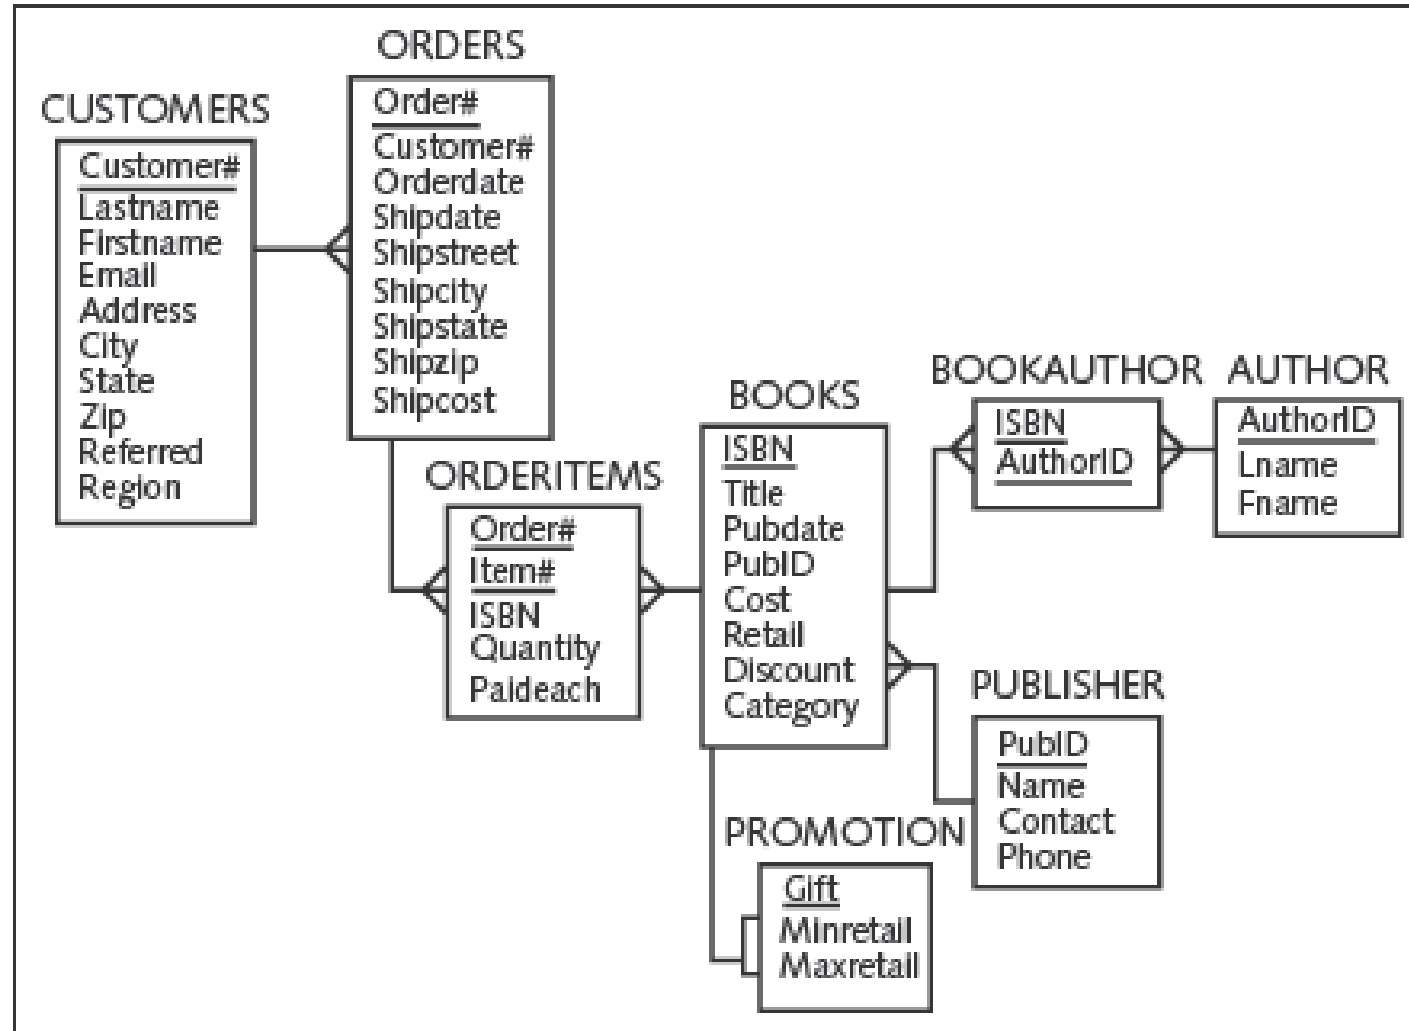 CUSTOMERS
Customer#
Lastname
Firstname
Email
Address
City
State
Zip
Referred
Region
ORDERS
Order#
Customer#
Orderdate
Shipdate
Shipstreet
Shipcity
Shipstate
Shipzip
Shipcost
ORDERITEMS
Order#
Item#
ISBN
Quantity
Paideach
BOOKS
ISBN
Title
Pubdate
PubID
Cost
Retail
Discount
Category
PROMOTION
Gift
Minretail
Maxretail
BOOKAUTHOR
ISBN
AuthorID
AUTHOR
AuthorID
Lname
Fname
PUBLISHER
PubID
Name
Contact
Phone